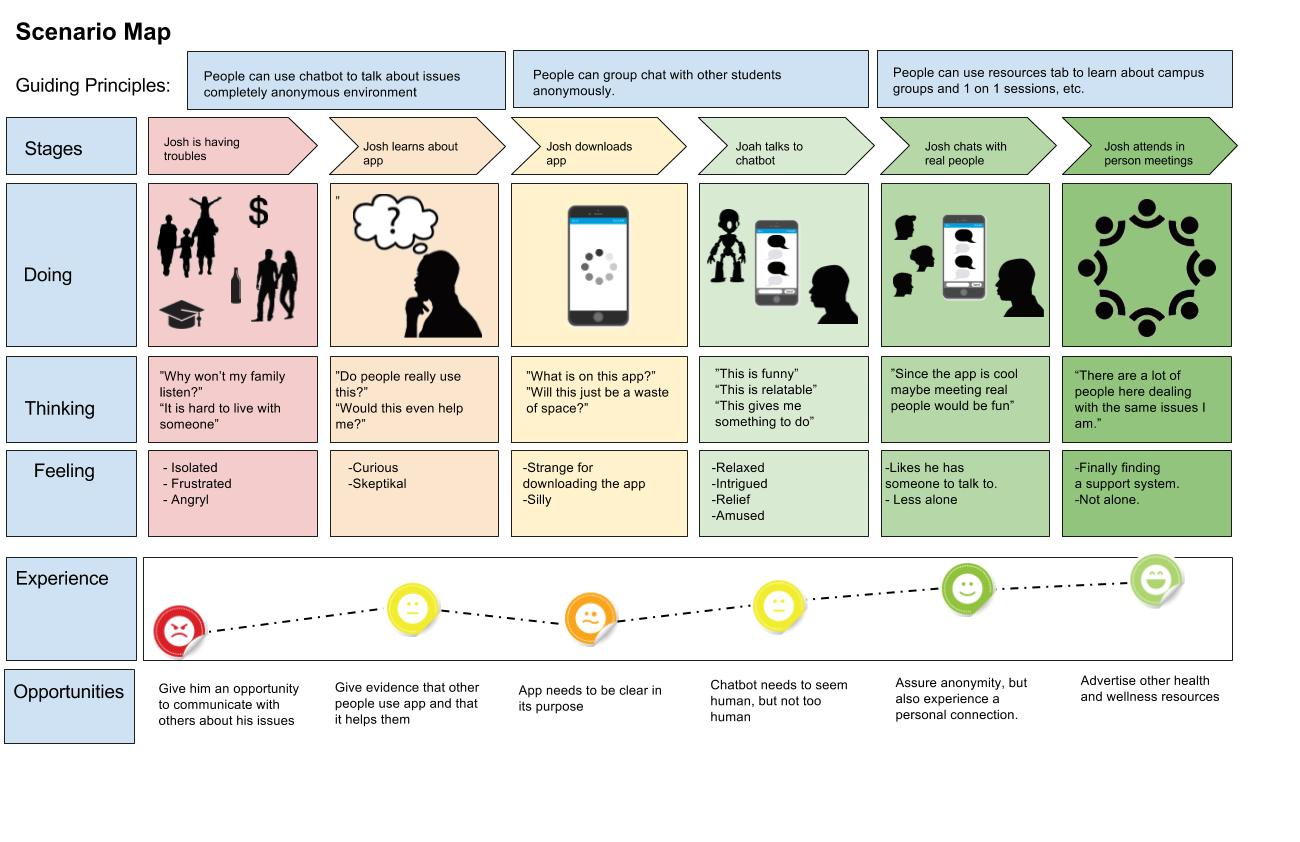 Scenario Map
Guiding Principles:
People can use chatbot to talk about issues
completely anonymous environment
People can group chat with other students
anonymously.
People can use resources tab to learn about campus
groups and 1 on 1 sessions, etc.
Stages
Josh is having
troubles
Josh learns about
app
Josh downloads
app
Joah talks to
chatbot
Josh chats with
real people
Josh attends in
person meetings
Doing
$
"
?
Thinking
”Why won’t my family
listen?”
“It is hard to live with
someone”
”Do people really use
this?”
“Would this even help
me?”
”What is on this app?”
”Will this just be a waste
of space?”
”This is funny”
“This is relatable”
“This gives me
something to do”
”Since the app is cool
maybe meeting real
people would be fun”
“There are a lot of
people here dealing
with the same issues I
am.”
Feeling
- Isolated
- Frustrated
- Angryl
-Curious
-Skeptikal
-Strange for
downloading the app
-Silly
-Relaxed
-Intrigued
-Relief
-Amused
-Likes he has
someone to talk to.
- Less alone
-Finally finding
a support system.
-Not alone.
Experience
Opportunities
Give him an opportunity
to communicate with
others about his issues
Give evidence that other
people use app and that
it helps them
App needs to be clear in
its purpose
Chatbot needs to seem
human, but not too
human
Assure anonymity, but
also experience a
personal connection.
Advertise other health
and wellness resources